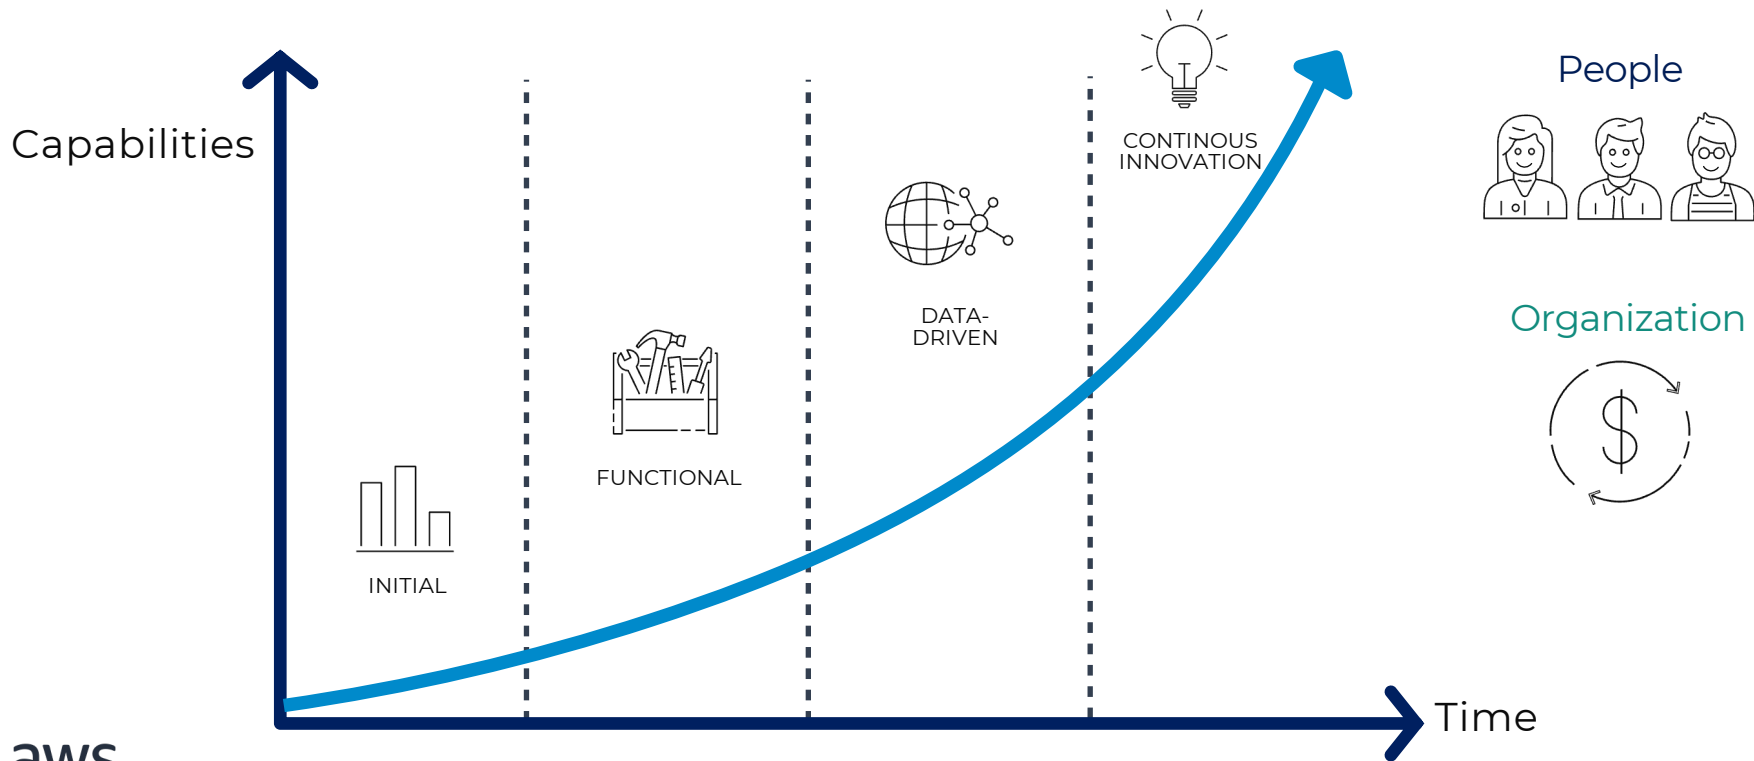 Capabilities
CONTINOUS
INNOVATION
People
DATA-
DRIVEN
Organization
FUNCTIONAL
INITIAL
Time
aws